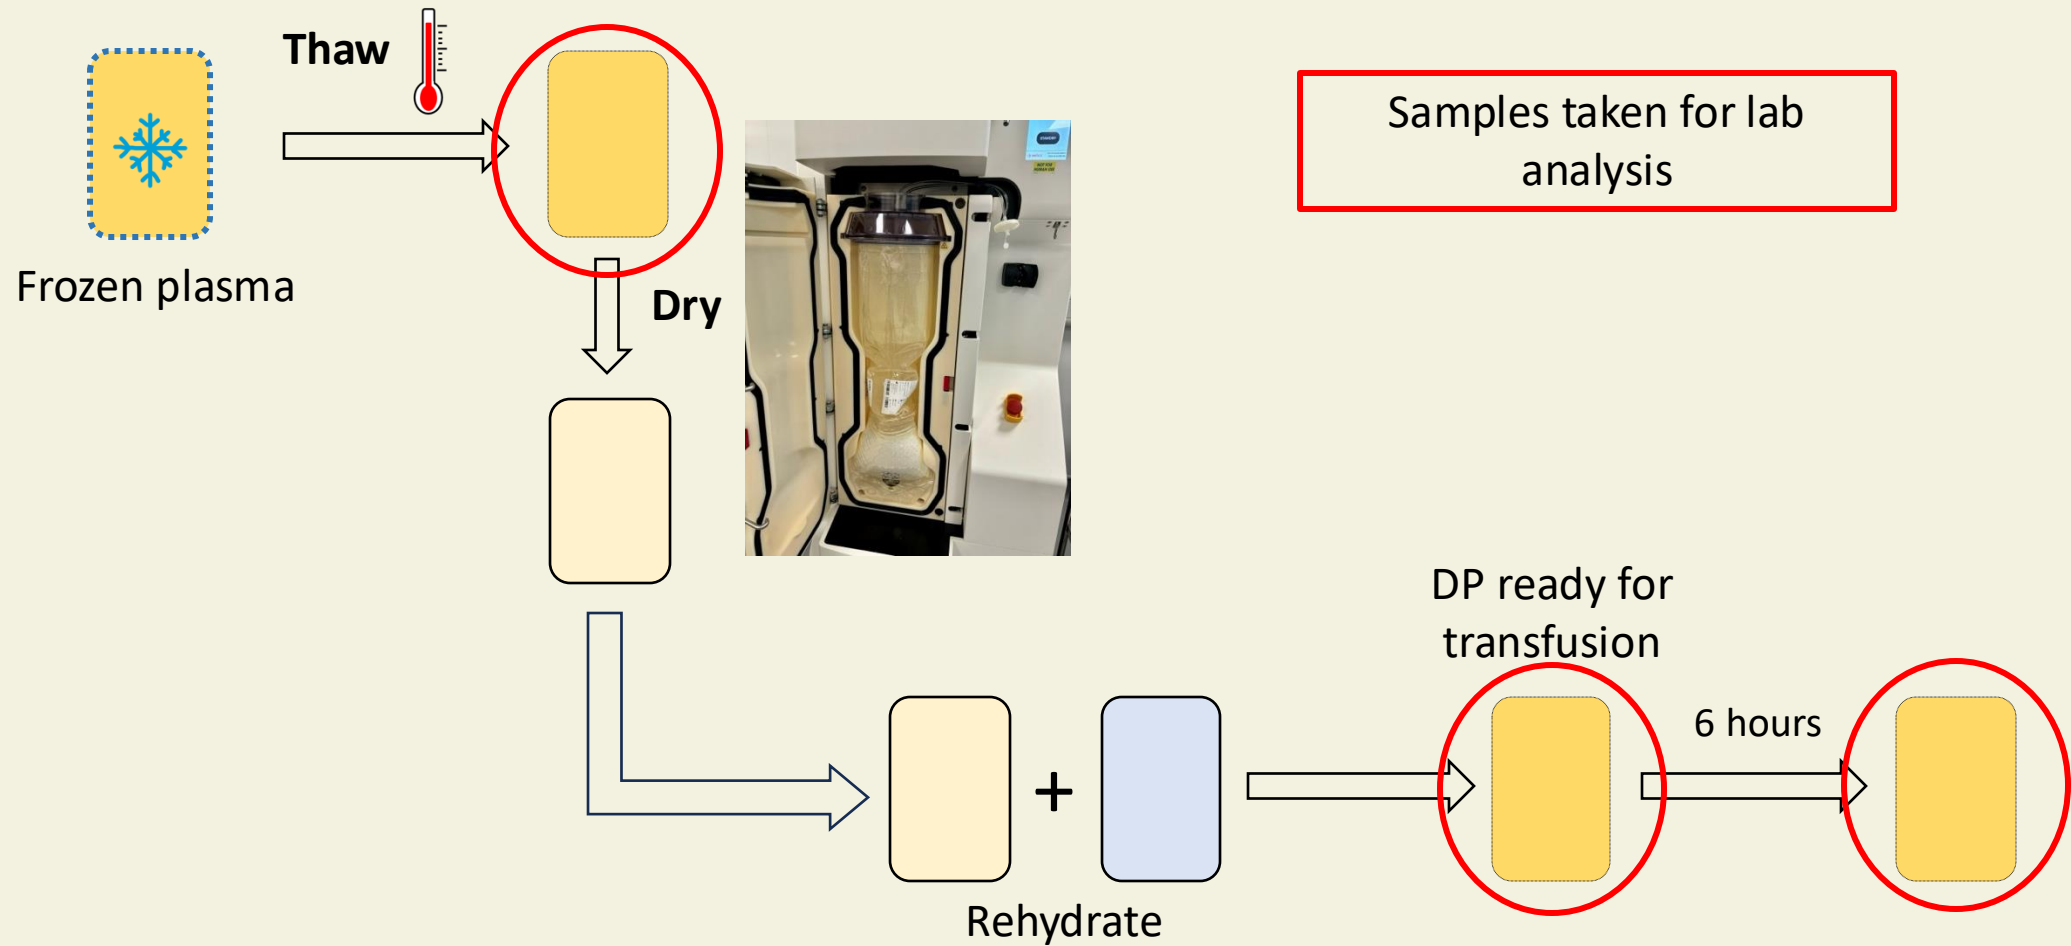 Thaw
Frozen plasma
Dry
Samples taken for lab
analysis
DP ready for
transfusion
6 hours
Rehydrate